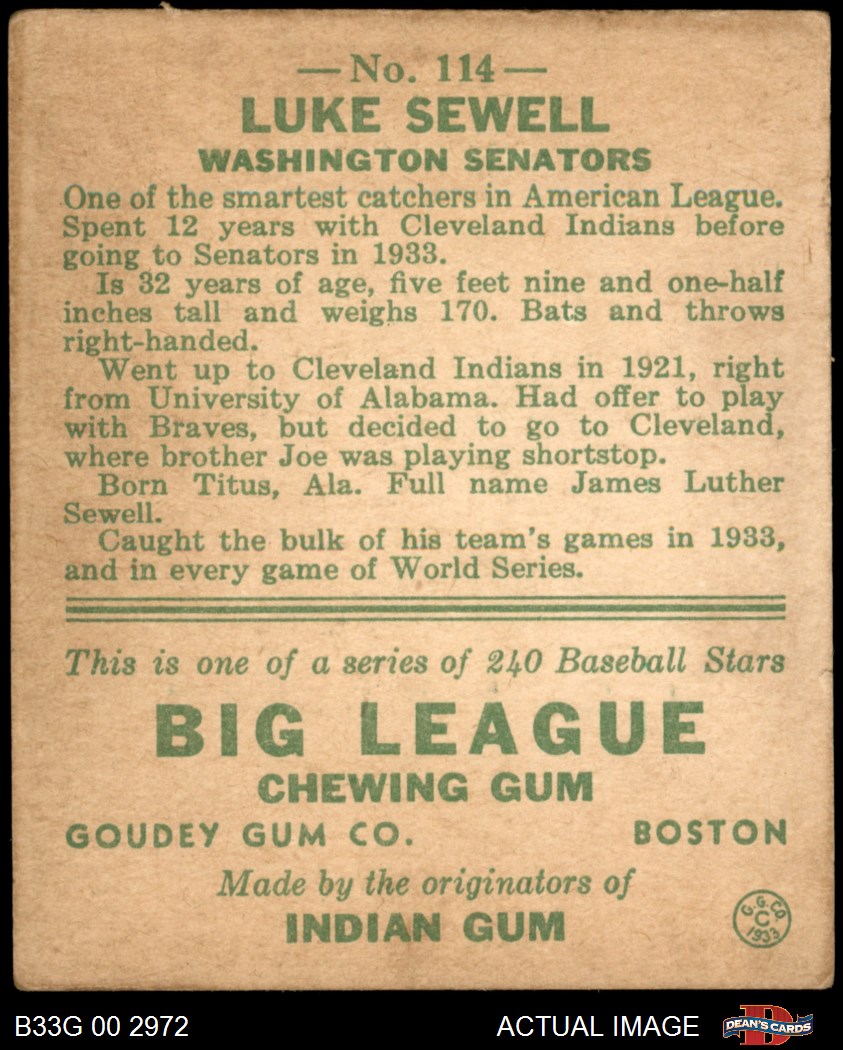 —No. 114—
LUKE SEWELL
WASHINGTON SENATORS
One of the smartest catchers in American League.
Spent 12 years with Cleveland Indians before
going to Senators in 1933.
Is 32 years of age, five feet nine and one-half
inches tall and weighs 170. Bats and throws
right-handed.
Went up to Cleveland Indians in 1921, right
from University of Alabama. Had offer to play
with Braves, but decided to go to Cleveland,
where brother Joe was playing shortstop.
Born Titus, Ala. Full name James Luther
Sewell.
Caught the bulk of his team's games in 1933,
and in every game of World Series.
This is one of a series of 240 Baseball Stars
BIG LEAGUE
CHEWING GUM
GOUDEY GUM CO. BOSTON
Made by the originators of
INDIAN GUM
G.G.CO
C
1933
B33G 00 2972 ACTUAL IMAGE
D
DEAN'S CARDS